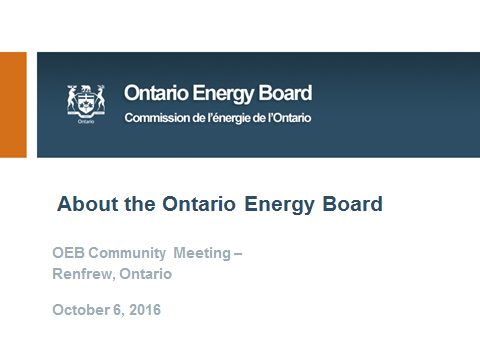 Ontario Energy Board
Commission de l'énergie de l'Ontario
Ontario
About the Ontario Energy Board
OEB Community Meeting –
Renfrew, Ontario
October 6, 2016